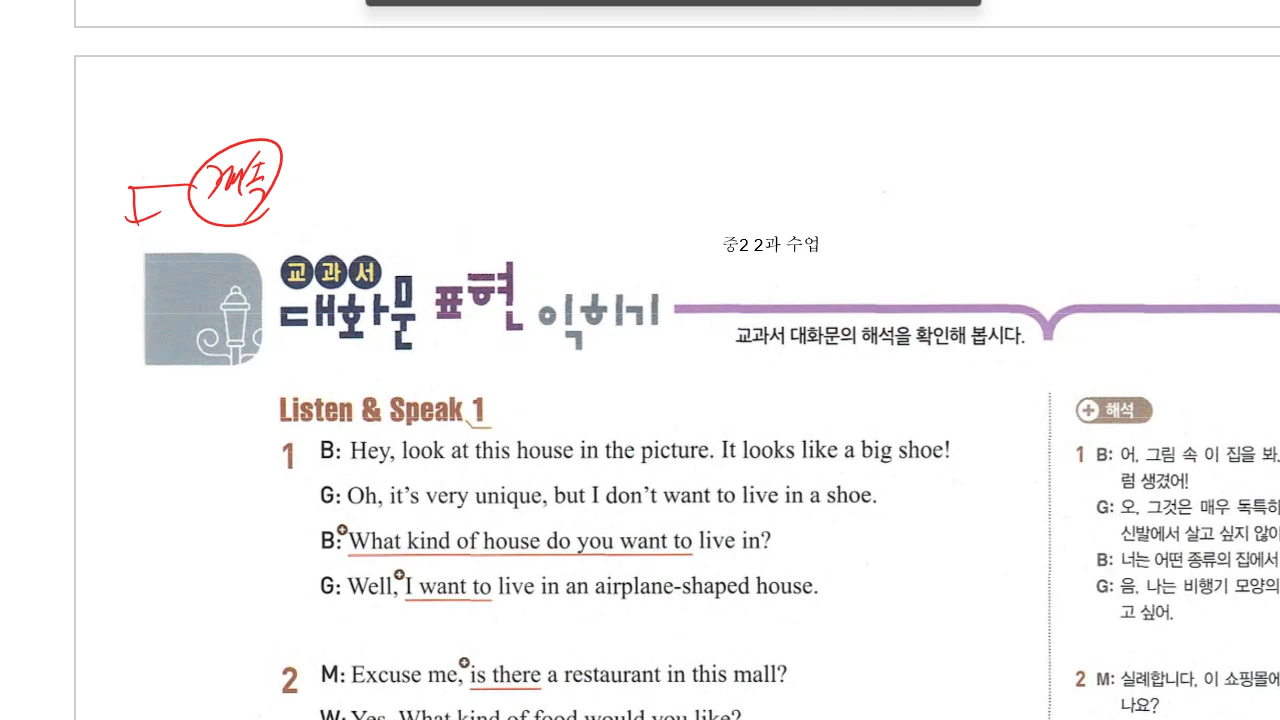 중2 2과 수업
교과서
대화문 표현 익히기
교과서 대화문의 해석을 확인해 봅시다.
Listen & Speak 1
1 B: Hey, look at this house in the picture. It looks like a big shoe!
G: Oh, it's very unique, but I don't want to live in a shoe.
B: What kind of house do you want to live in?
G: Well, I want to live in an airplane-shaped house.
2 M: Excuse me, is there a restaurant in this mall?
W: Yes. What kind of food would you like?
해석
1 B: 어, 그림 속 이 집을 봐.
럼 생겼어!
G: 오, 그것은 매우 독특하
신발에서 살고 싶지 않아
B: 너는 어떤 종류의 집에서
G: 음, 나는 비행기 모양의
고 싶어.
2 M: 실례합니다, 이 쇼핑몰에
나요?